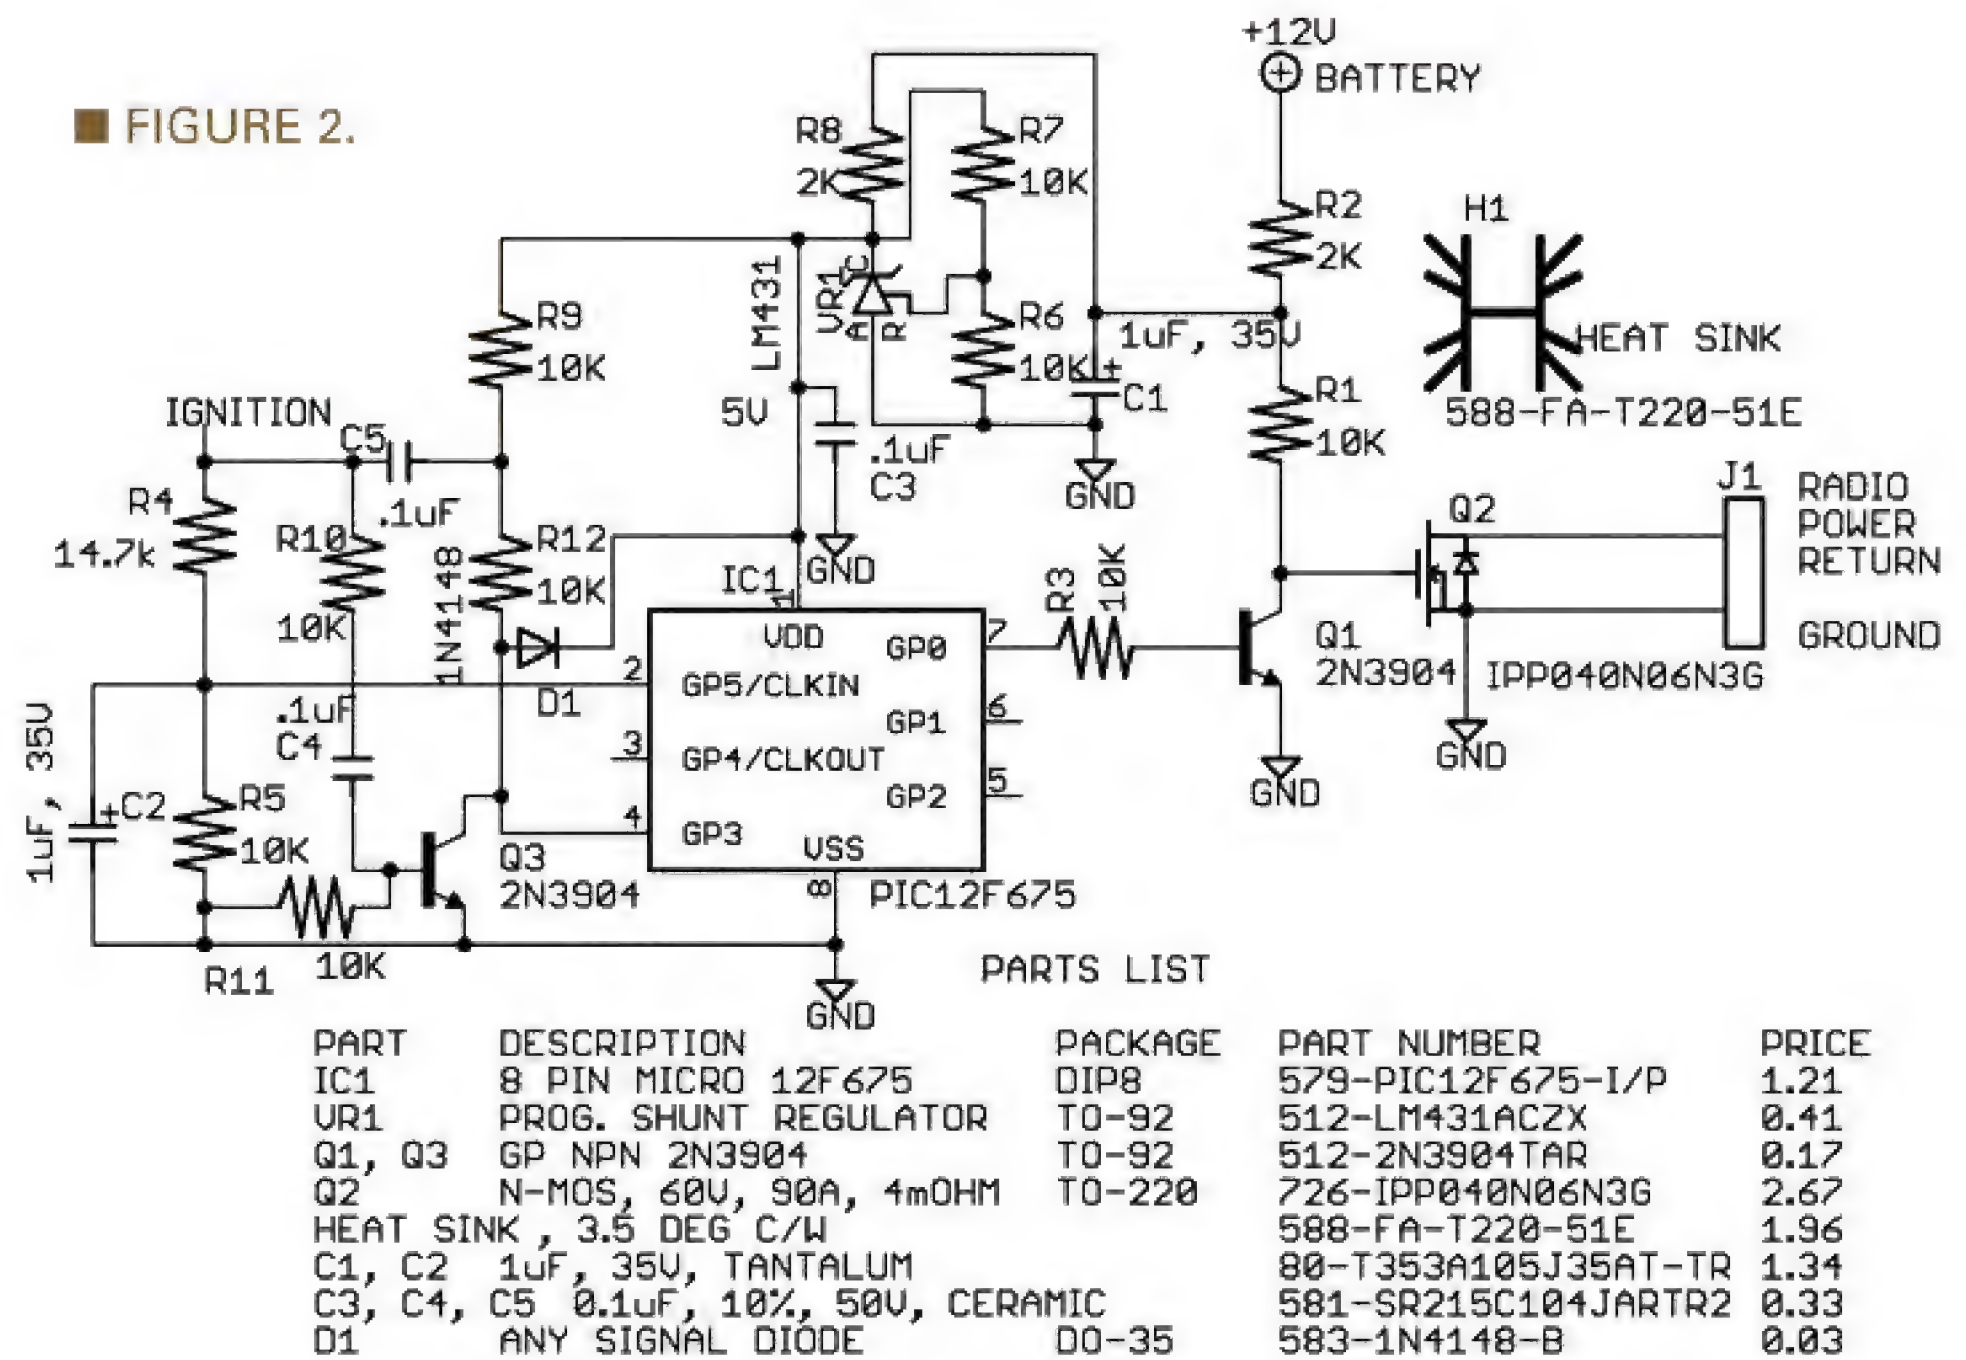 FIGURE 2.
+12V
BATTERY
R8
2K
R7
10K
R2
2K
H1
HEAT SINK
588-FA-T220-51E
LM431
VR1
C
A
R
R6
10K
1uF, 35V
+
C1
GND
R9
10K
5V
.1uF
C3
GND
R1
10K
IGNITION
C5
.1uF
R4
14.7k
R10
10K
1N4148
R12
10K
D1
IC1
1
VDD
2
GP5/CLKIN
3
GP4/CLKOUT
4
GP3
VSS
8
GP0
7
GP1
6
GP2
5
PIC12F675
R3
10K
Q1
2N3904
GND
Q2
IPP040N06N3G
GND
J1
RADIO
POWER
RETURN
GROUND
1uF, 35V
+C2
.1uF
C4
R5
10K
R11
10K
Q3
2N3904
GND
PARTS LIST
PART DESCRIPTION PACKAGE PART NUMBER PRICE
IC1 8 PIN MICRO 12F675 DIP8 579-PIC12F675-I/P 1.21
VR1 PROG. SHUNT REGULATOR TO-92 512-LM431ACZX 0.41
Q1, Q3 GP NPN 2N3904 TO-92 512-2N3904TAR 0.17
Q2 N-MOS, 60V, 90A, 4mOHM TO-220 726-IPP040N06N3G 2.67
HEAT SINK , 3.5 DEG C/W 588-FA-T220-51E 1.96
C1, C2 1uF, 35V, TANTALUM 80-T353A105J35AT-TR 1.34
C3, C4, C5 0.1uF, 10%, 50V, CERAMIC 581-SR215C104JARTR2 0.33
D1 ANY SIGNAL DIODE DO-35 583-1N4148-B 0.03